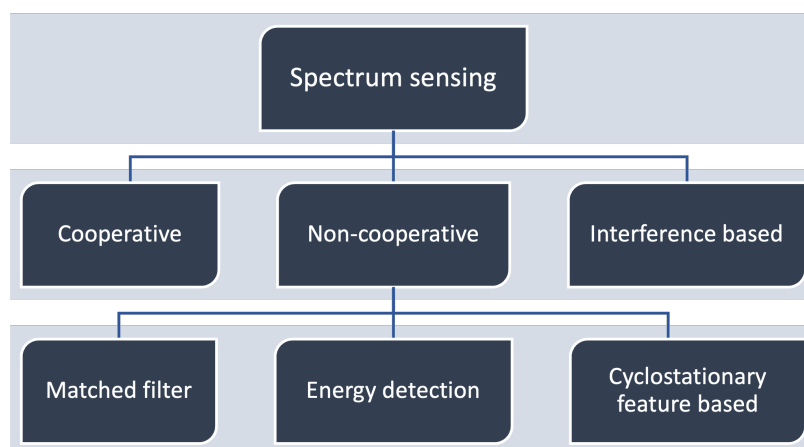 Spectrum sensing
Cooperative
Non-cooperative
Interference based
Matched filter
Energy detection
Cyclostationary
feature based